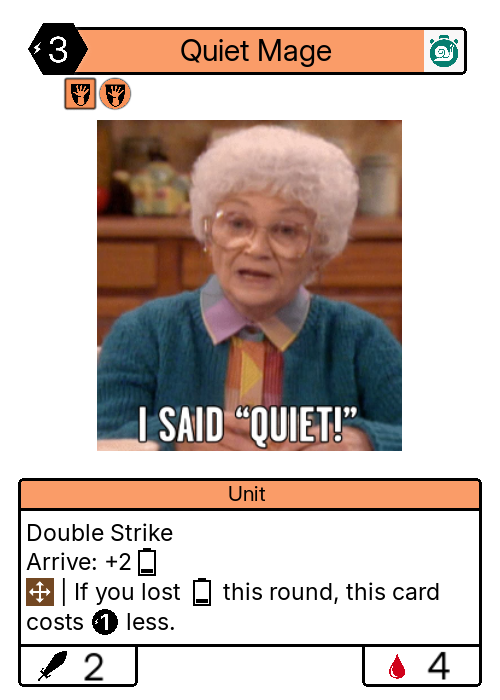 3
Quiet Mage
I SAID “QUIET!”
Unit
Double Strike
Arrive: +2
| If you lost this round, this card
costs 1 less.
2
4